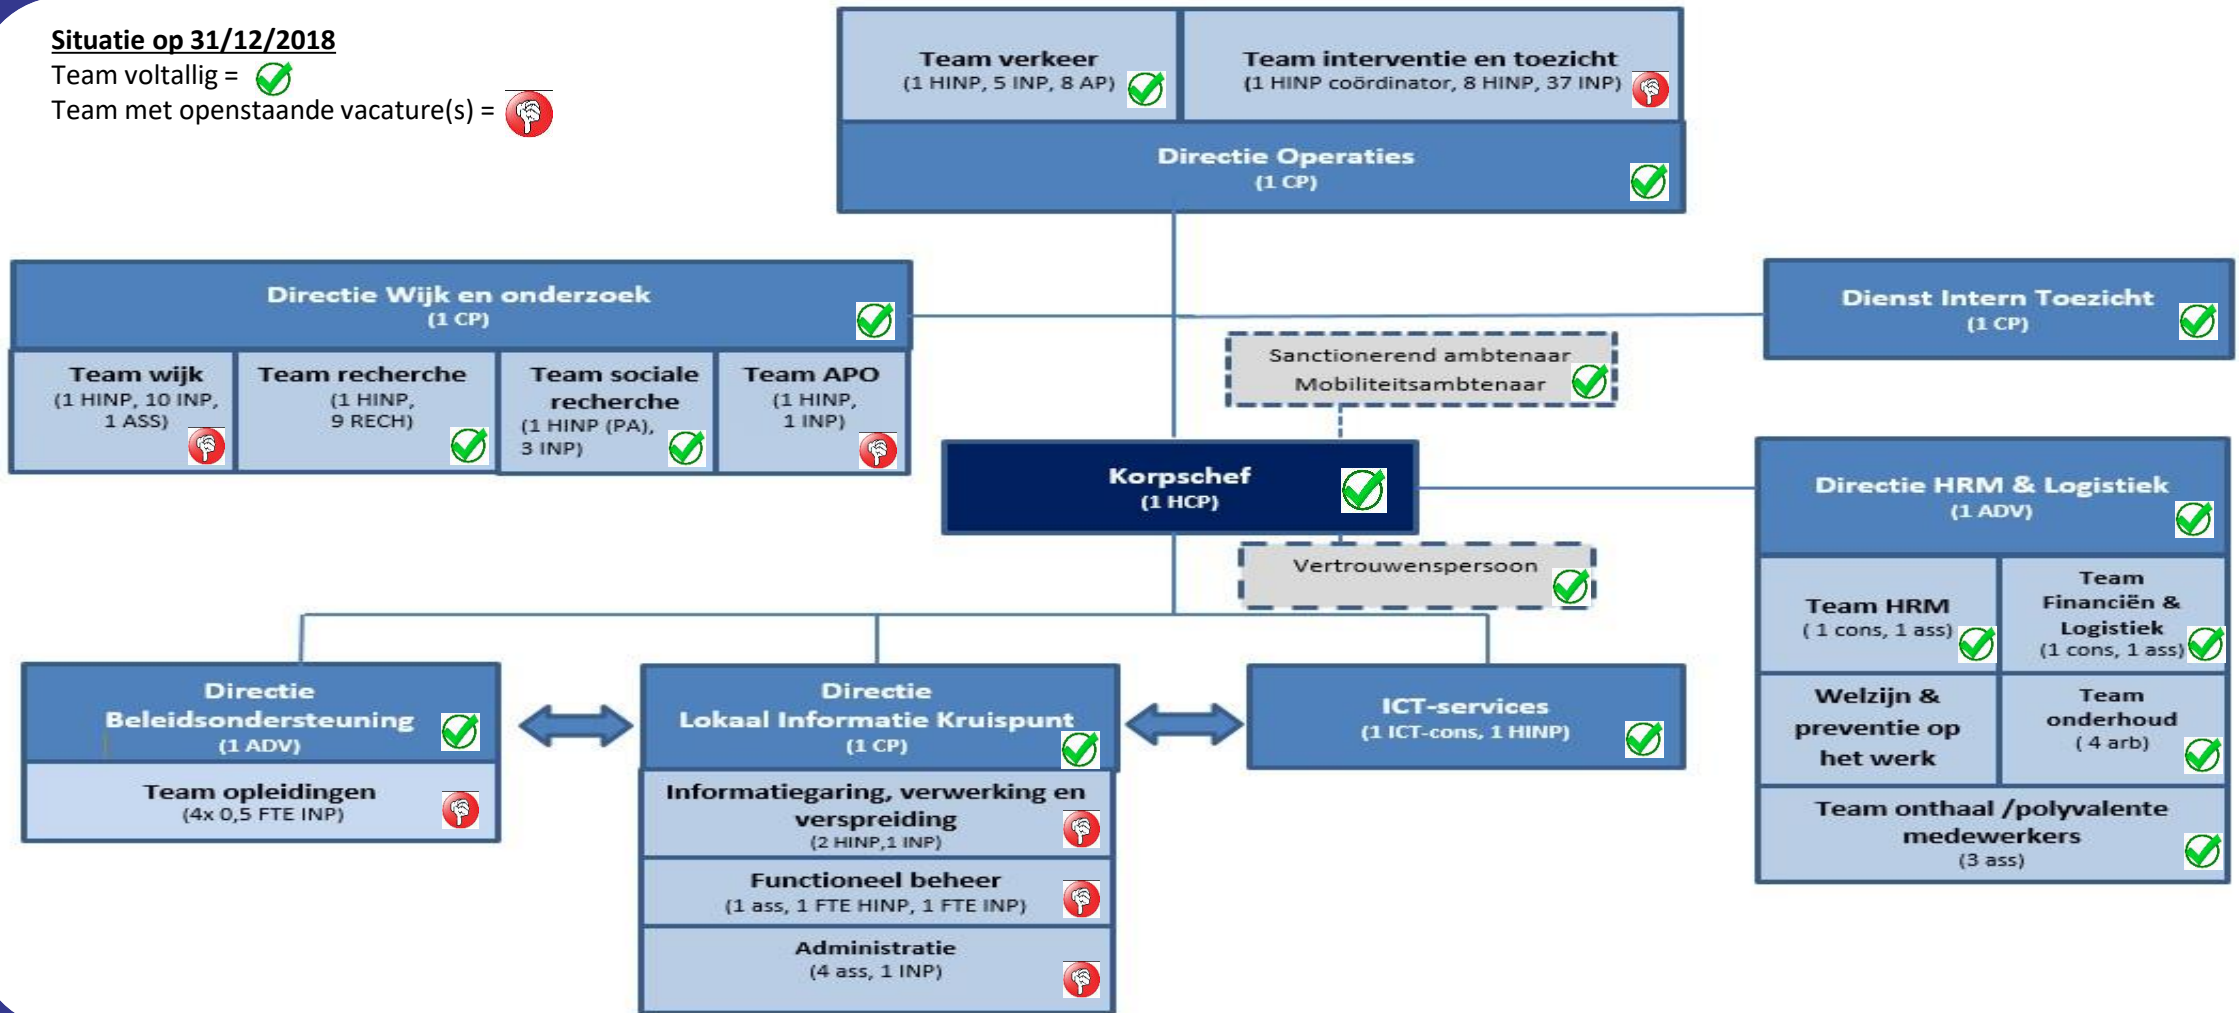 Situatie op 31/12/2018
Team voltallig =
Team met openstaande vacature(s) =
Team verkeer
(1 HINP, 5 INP, 8 AP)
Team interventie en toezicht
(1 HINP coördinator, 8 HINP, 37 INP)
Directie Operaties
(1 CP)
Directie Wijk en onderzoek
(1 CP)
Team wijk
(1 HINP, 10 INP,
1 ASS)
Team recherche
(1 HINP,
9 RECH)
Team sociale
recherche
(1 HINP (PA),
3 INP)
Team APO
(1 HINP,
1 INP)
Dienst Intern Toezicht
(1 CP)
Sanctionerend ambtenaar
Mobiliteitsambtenaar
Korpschef
(1 HCP)
Vertrouwenspersoon
Directie HRM & Logistiek
(1 ADV)
Team HRM
( 1 cons, 1 ass)
Team
Financiën &
Logistiek
(1 cons, 1 ass)
Welzijn &
preventie op
het werk
Team
onderhoud
( 4 arb)
Team onthaal /polyvalente
medewerkers
(3 ass)
Directie
Beleidsondersteuning
(1 ADV)
Team opleidingen
(4x 0,5 FTE INP)
Directie
Lokaal Informatie Kruispunt
(1 CP)
Informatiegaring, verwerking en
verspreiding
(2 HINP,1 INP)
Functioneel beheer
(1 ass, 1 FTE HINP, 1 FTE INP)
Administratie
(4 ass, 1 INP)
ICT-services
(1 ICT-cons, 1 HINP)